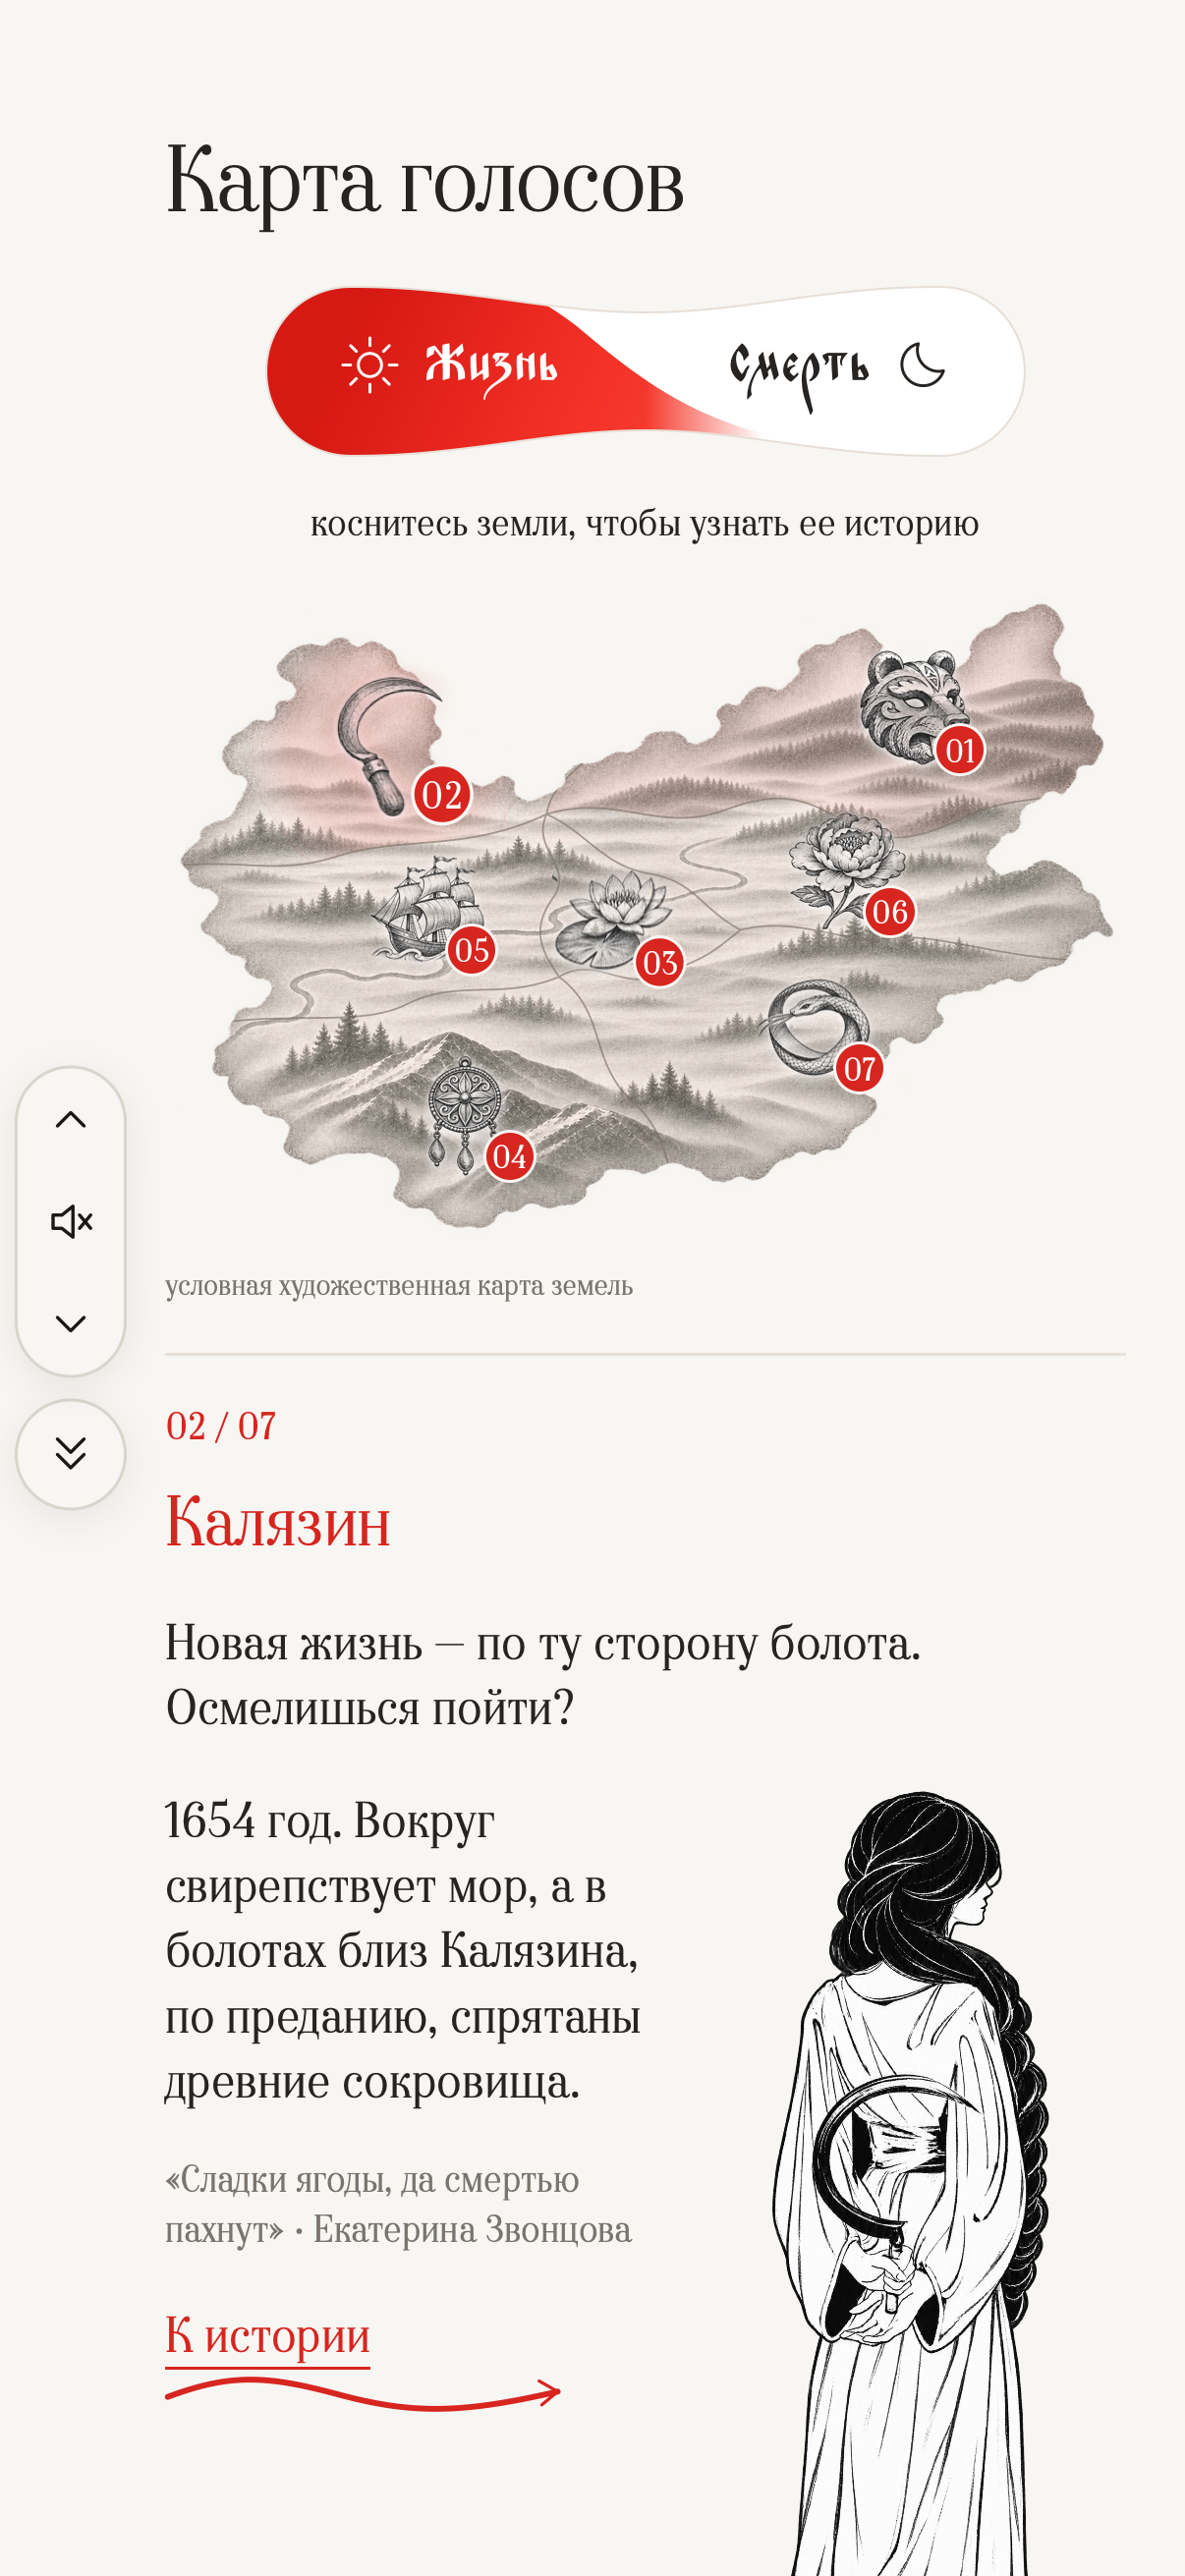 Карта голосов
Жизнь
Смерть
коснитесь земли, чтобы узнать ее историю
01
02
06
05
03
07
04
условная художественная карта земель
02 / 07
Калязин
Новая жизнь — по ту сторону болота.
Осмелишься пойти?
1654 год. Вокруг
свирепствует мор, а в
болотах близ Калязина,
по преданию, спрятаны
древние сокровища.
«Сладки ягоды, да смертью
пахнут» · Екатерина Звонцова
К истории